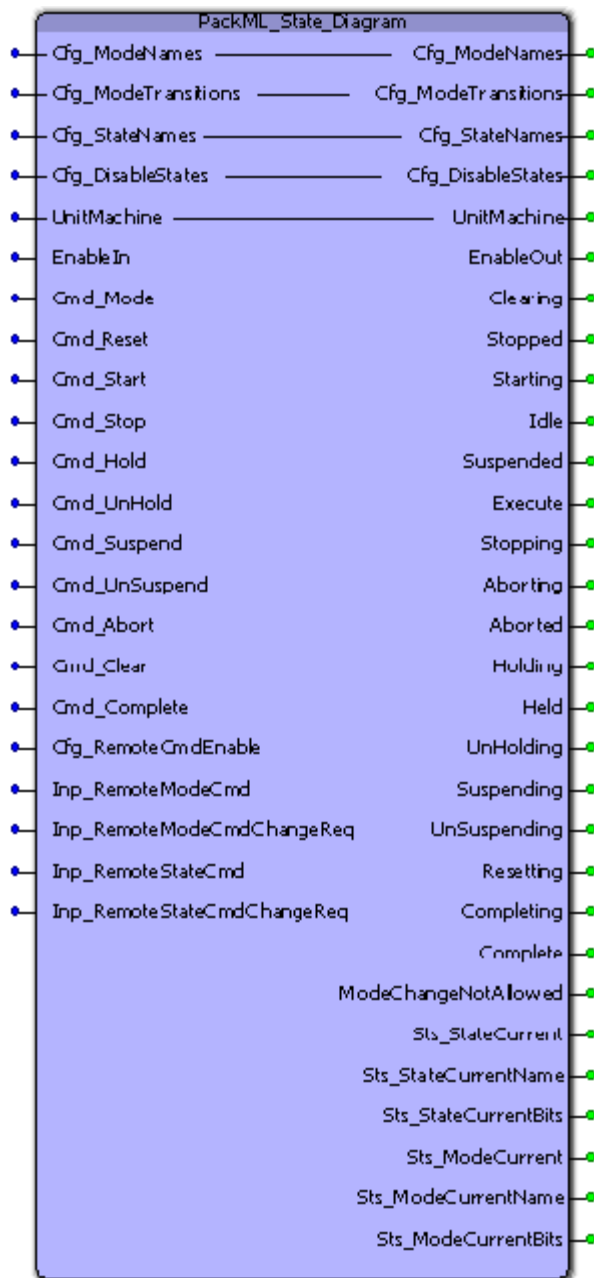 PackML_State_Diagram
Cfg_ModeNames Cfg_ModeNames
Cfg_ModeTransitions Cfg_ModeTransitions
Cfg_StateNames Cfg_StateNames
Cfg_DisableStates Cfg_DisableStates
UnitMachine UnitMachine
EnableIn EnableOut
Cmd_Mode Clearing
Cmd_Reset Stopped
Cmd_Start Starting
Cmd_Stop Idle
Cmd_Hold Suspended
Cmd_UnHold Execute
Cmd_Suspend Stopping
Cmd_UnSuspend Aborting
Cmd_Abort Aborted
Cmd_Clear Holding
Cmd_Complete Held
Cfg_RemoteCmdEnable UnHolding
Inp_RemoteModeCmd Suspending
Inp_RemoteModeCmdChangeReq UnSuspending
Inp_RemoteStateCmd Resetting
Inp_RemoteStateCmdChangeReq Completing
Complete
ModeChangeNotAllowed
Sts_StateCurrent
Sts_StateCurrentName
Sts_StateCurrentBits
Sts_ModeCurrent
Sts_ModeCurrentName
Sts_ModeCurrentBits